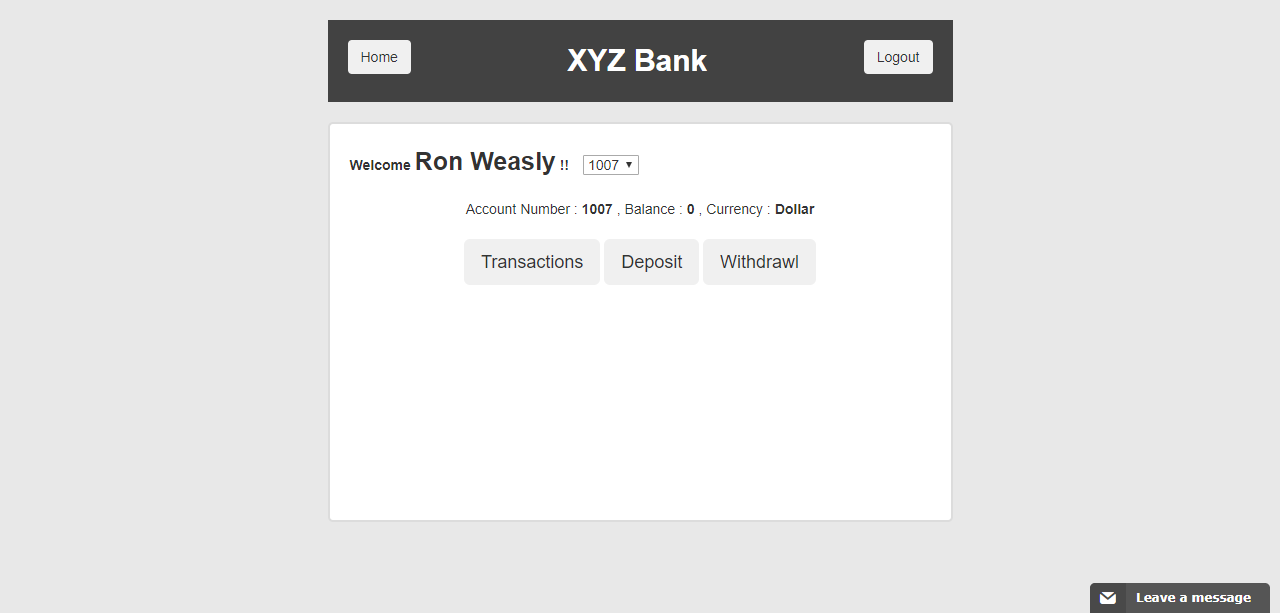 Home XYZ Bank Logout
Welcome Ron Weasly !! 1007
Account Number : 1007 , Balance : 0 , Currency : Dollar
Transactions Deposit Withdrawl
Leave a message